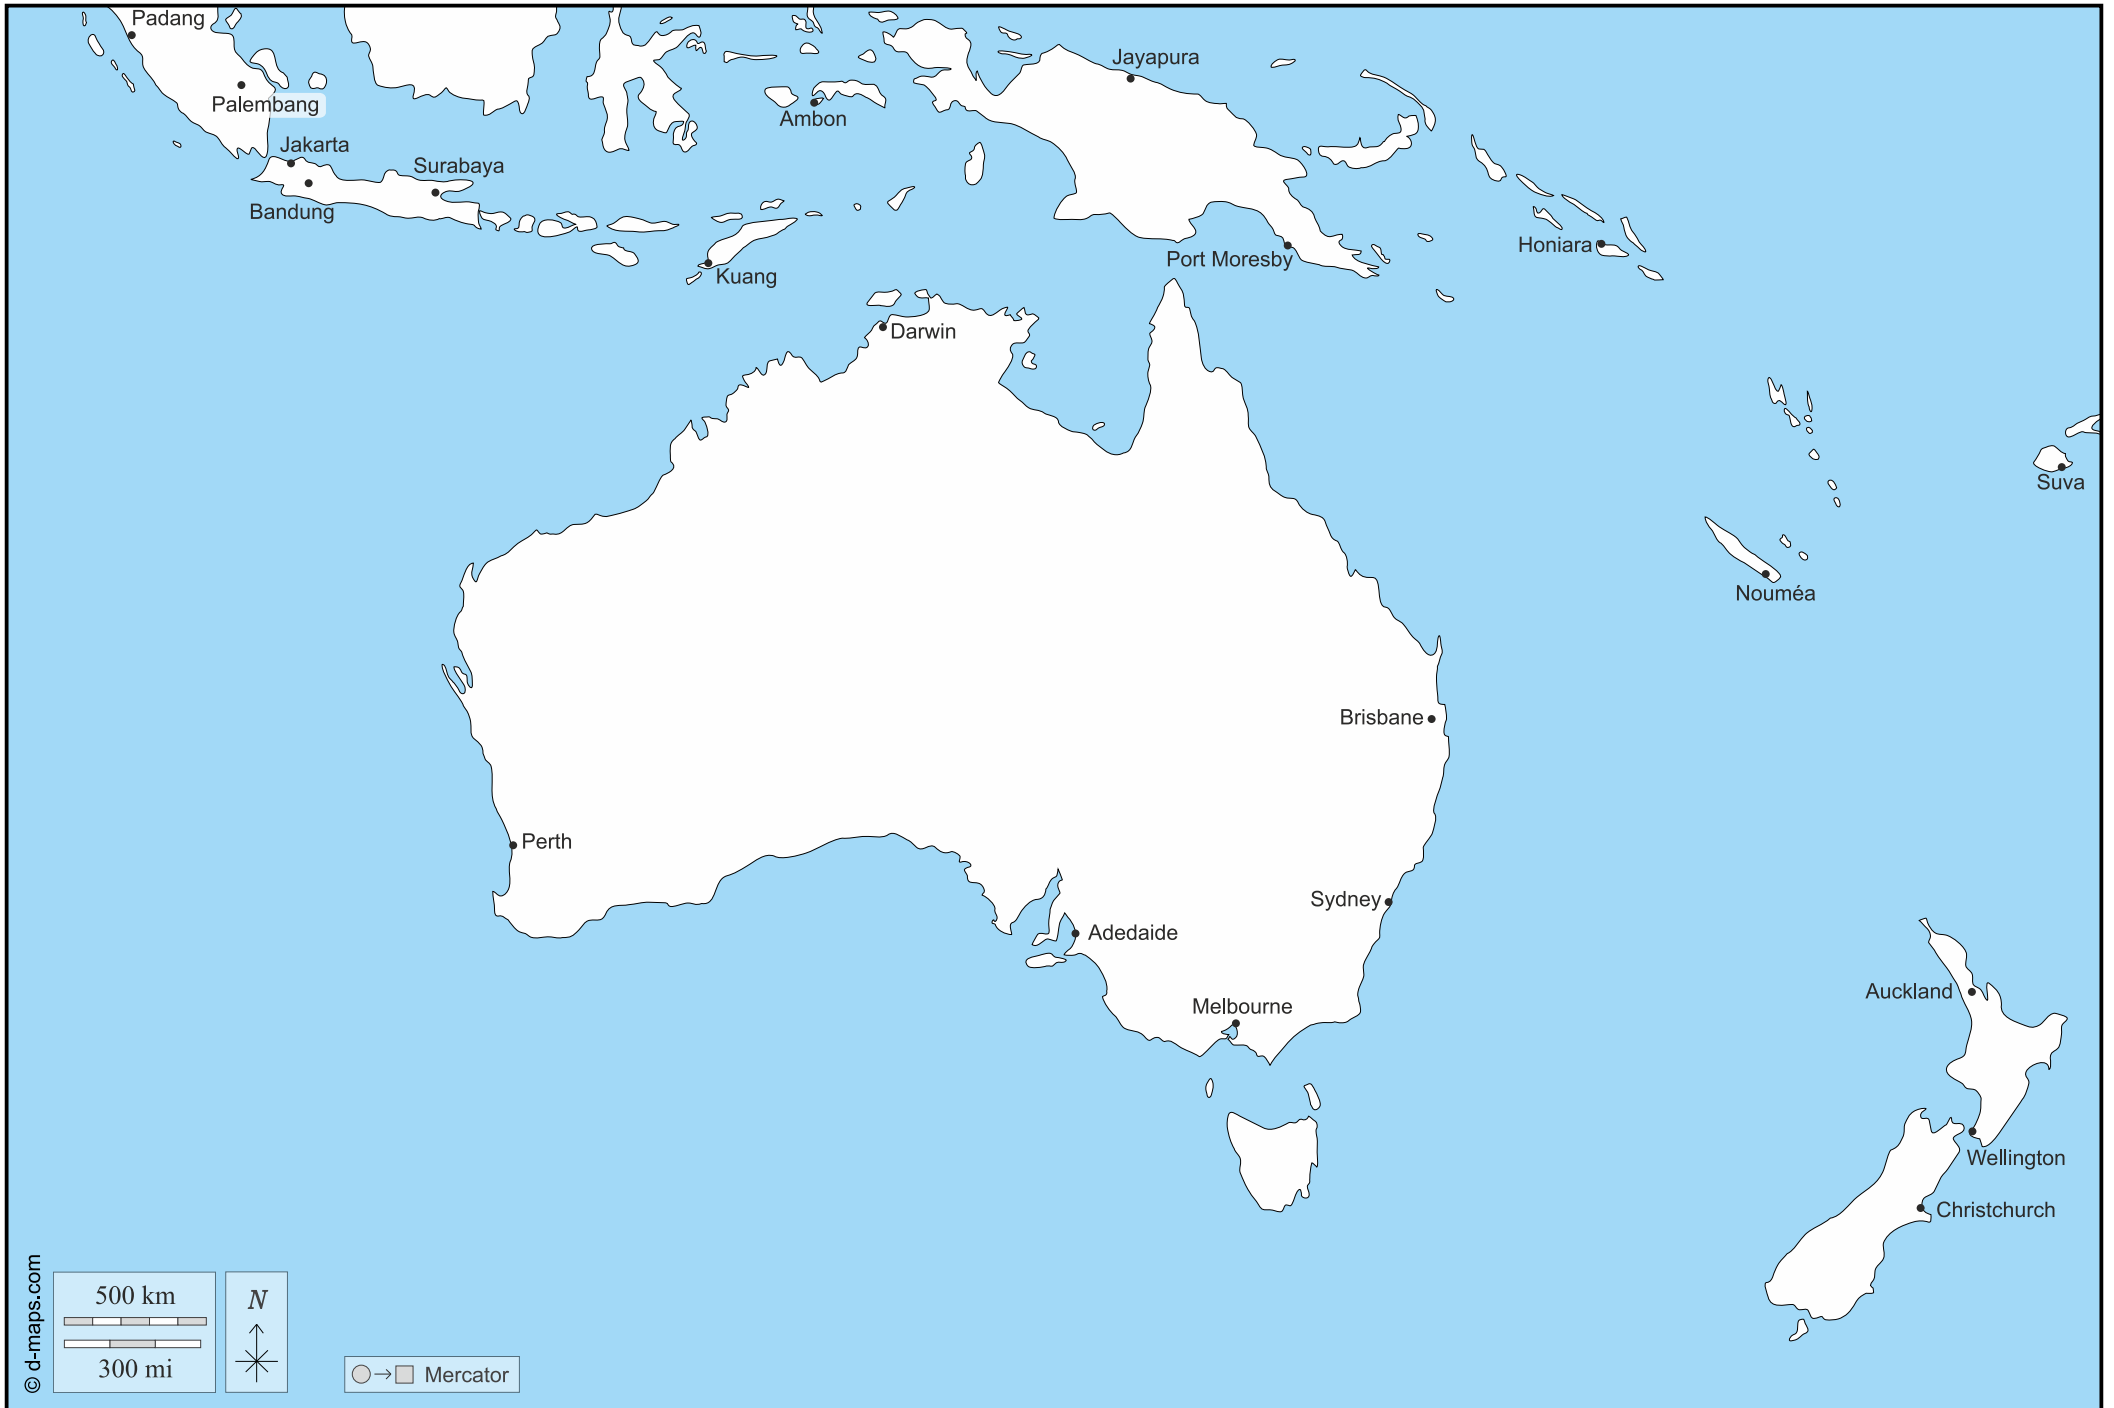 Padang
Jayapura
Palembang
Ambon
Jakarta
Surabaya
Bandung
Honiara
Port Moresby
Kuang
Darwin
Suva
Nouméa
Brisbane
Perth
Sydney
Adedaide
Auckland
Melbourne
Wellington
Christchurch
© d-maps.com
500 km
300 mi
N
Mercator